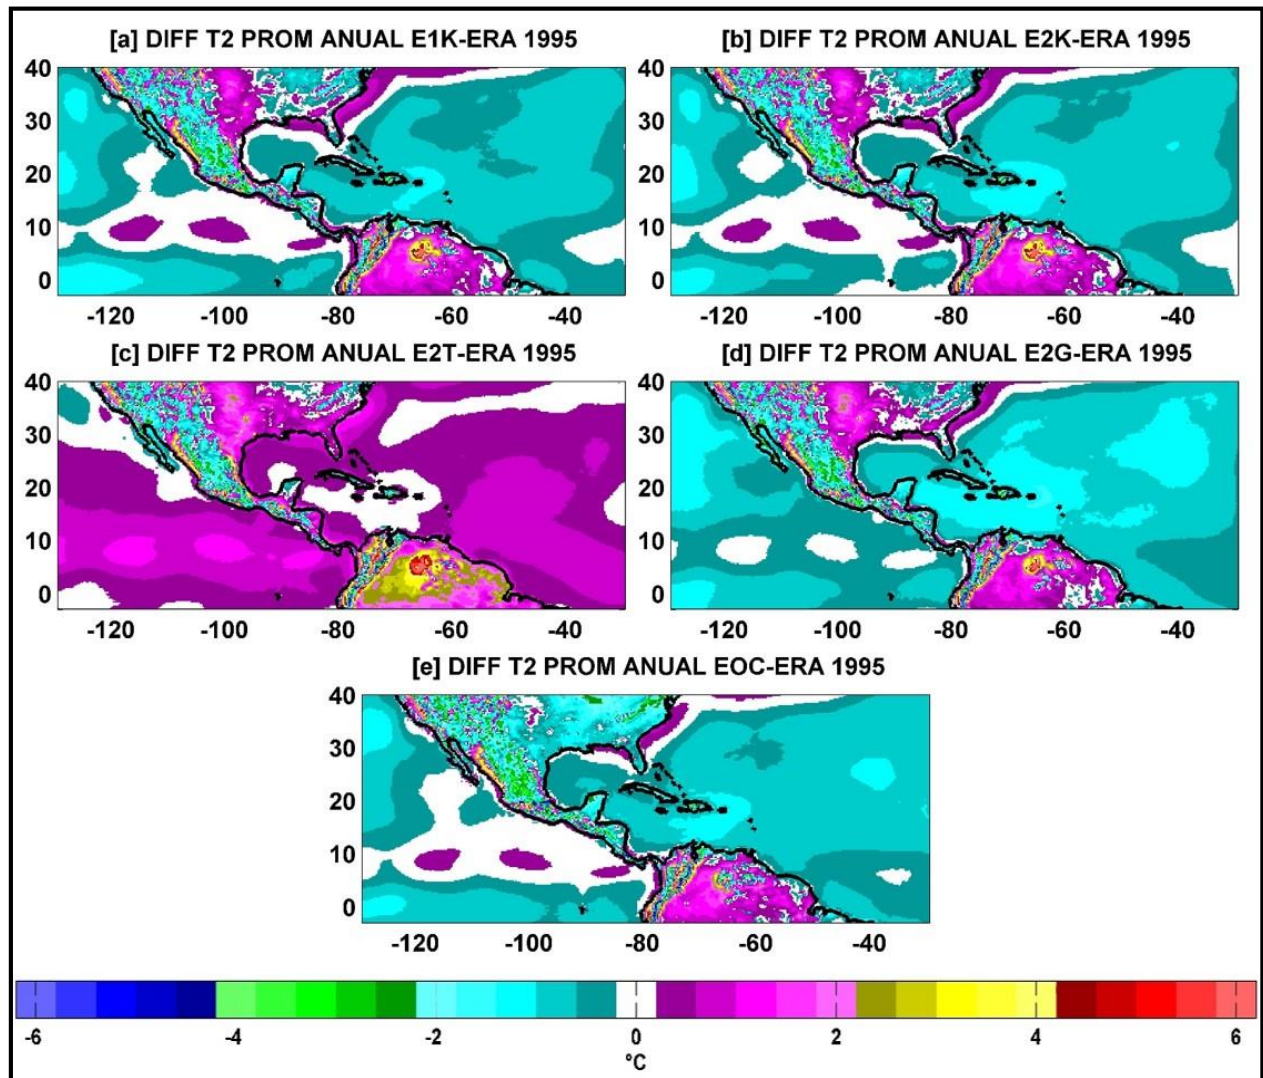 [a] DIFF T2 PROM ANUAL E1K-ERA 1995
[b] DIFF T2 PROM ANUAL E2K-ERA 1995
40
30
20
10
0
-120 -100 -80 -60 -40
40
30
20
10
0
-120 -100 -80 -60 -40
[c] DIFF T2 PROM ANUAL E2T-ERA 1995
[d] DIFF T2 PROM ANUAL E2G-ERA 1995
40
30
20
10
0
-120 -100 -80 -60 -40
40
30
20
10
0
-120 -100 -80 -60 -40
[e] DIFF T2 PROM ANUAL EOC-ERA 1995
40
30
20
10
0
-120 -100 -80 -60 -40
-6 -4 -2 0 2 4 6
°C